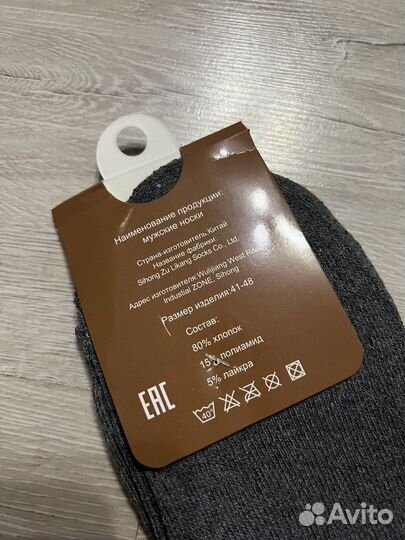 Наименование продукции:
мужские носки
Страна-изготовитель:Китай
Название фабрики:
Sihong Zu Likang Socks Co., Ltd.
Адрес изготовителя:Wulijiang West Road,
Industial ZONE, Sihong
Размер изделия:41-48
Состав:
80% хлопок
15% полиамид
5% лайкра
EAC
40°
Avito